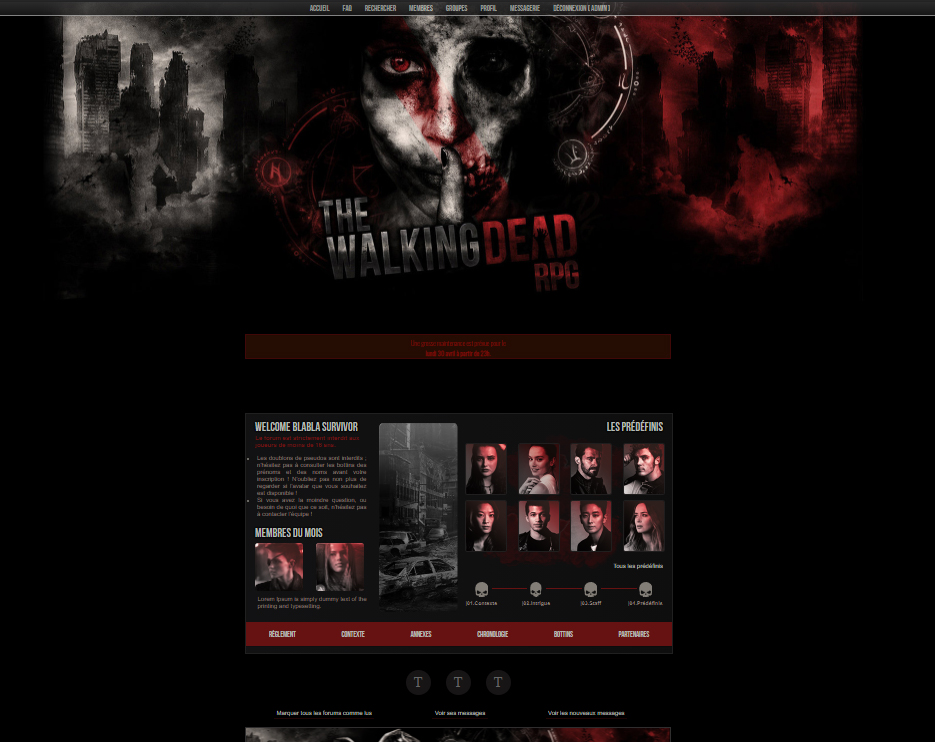 ACCUEIL FAQ RECHERCHER MEMBRES GROUPES PROFIL MESSAGERIE DÉCONNEXION [ ADMIN ]
THE
WALKING DEAD
RPG
Une grosse maintenance est prévue pour le
lundi 30 avril à partir de 23h.
WELCOME BLABLA SURVIVOR
Le forum est strictement interdit aux
joueurs de moins de 18 ans.
Les doublons de pseudos sont interdits ;
n'hésitez pas à consulter les bottins des
prénoms et des noms avant votre
inscription ! N'oubliez pas non plus de
regarder si l'avatar que vous souhaitez
est disponible !
Si vous avez la moindre question, ou
besoin de quoi que ce soit, n'hésitez pas
à contacter l'équipe !
MEMBRES DU MOIS
Lorem Ipsum is simply dummy text of the
printing and typesetting.
LES PRÉDÉFINIS
Tous les prédéfinis
|01.Contexte |02.Intrigue |03.Staff |04.Prédéfinis
RÈGLEMENT CONTEXTE ANNEXES CHRONOLOGIE BOTTINS PARTENAIRES
T T T
Marquer tous les forums comme lus Voir ses messages Voir les nouveaux messages